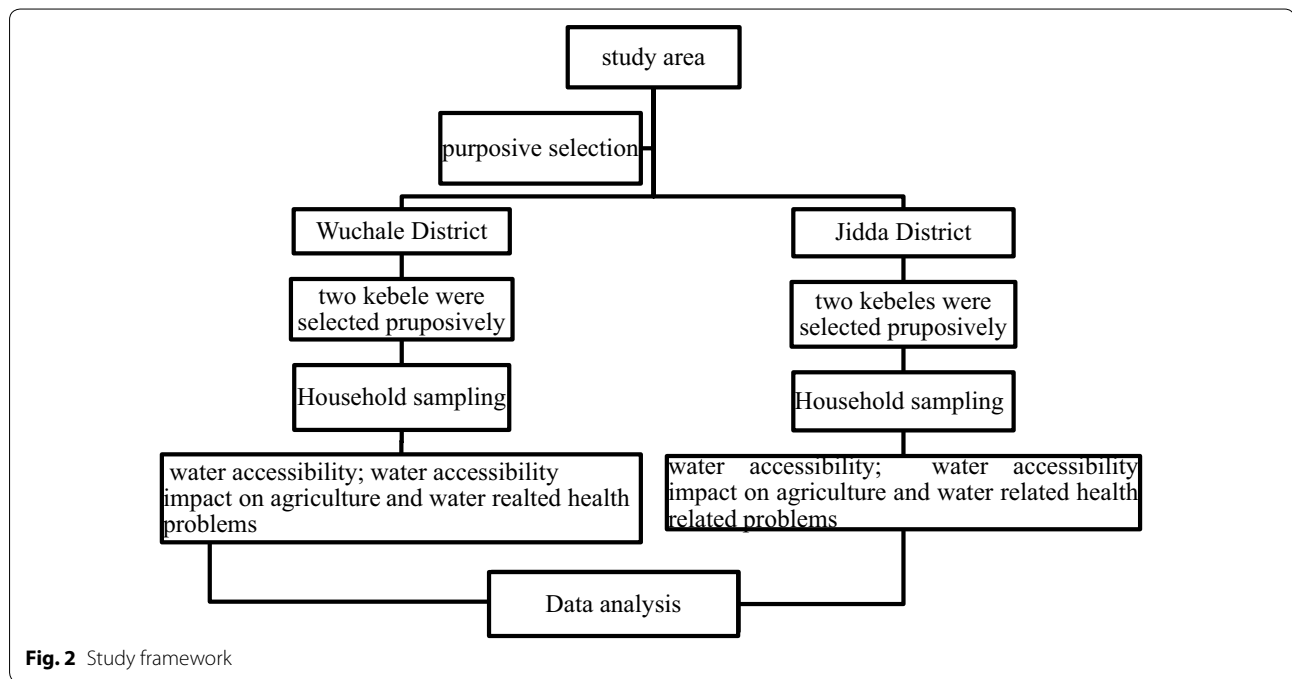 study area
purposive selection
Wuchale District
Jidda District
two kebele were
selected pruposively
two kebeles were
selected pruposively
Household sampling
Household sampling
water accessibility; water accessibility
impact on agriculture and water realted health
problems
water accessibility; water accessibility
impact on agriculture and water related health
related problems
Data analysis
Fig. 2 Study framework